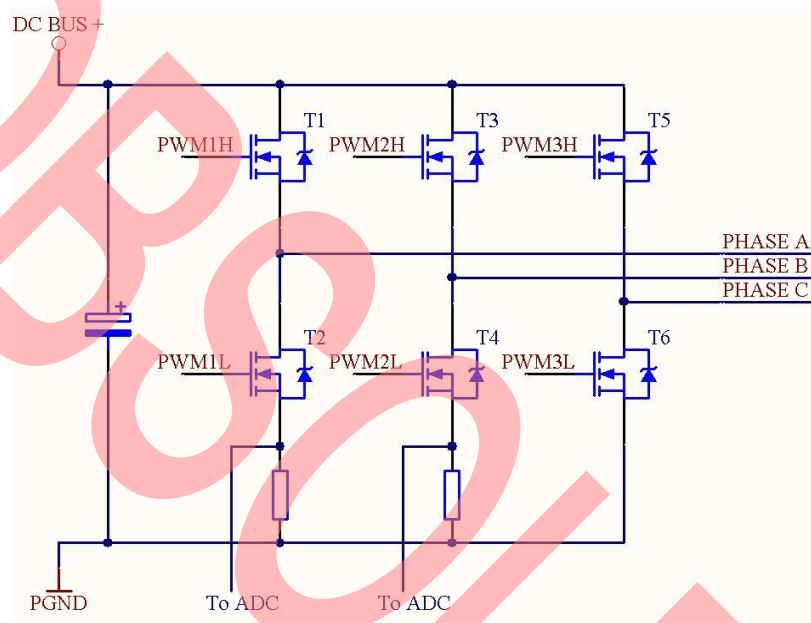 DC BUS +
T1
T3
T5
PWM1H
PWM2H
PWM3H
PHASE A
PHASE B
PHASE C
+
T2
T4
T6
PWM1L
PWM2L
PWM3L
PGND
To ADC
To ADC